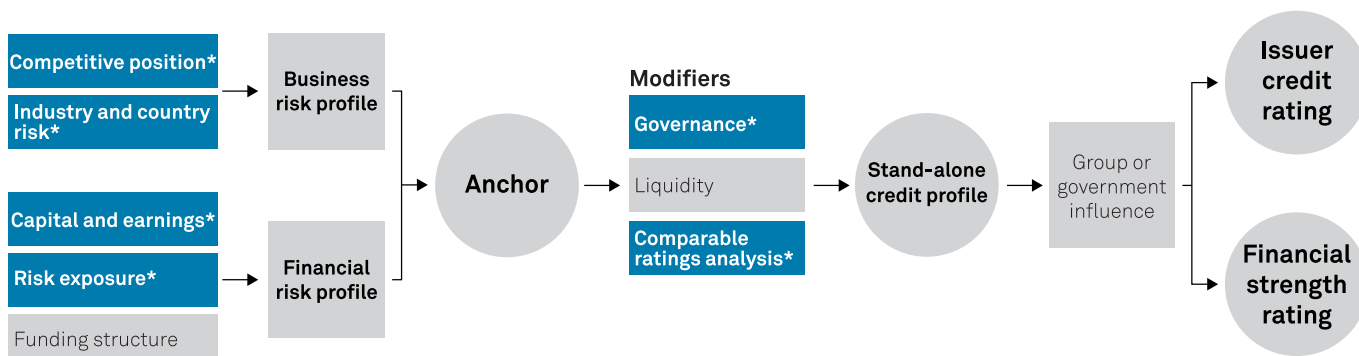 Competitive position*
Industry and country
risk*
Business
risk profile
Capital and earnings*
Risk exposure*
Funding structure
Financial
risk profile
Anchor
Modifiers
Governance*
Liquidity
Comparable
ratings analysis*
Stand-alone
credit profile
Group or
government
influence
Issuer
credit
rating
Financial
strength
rating